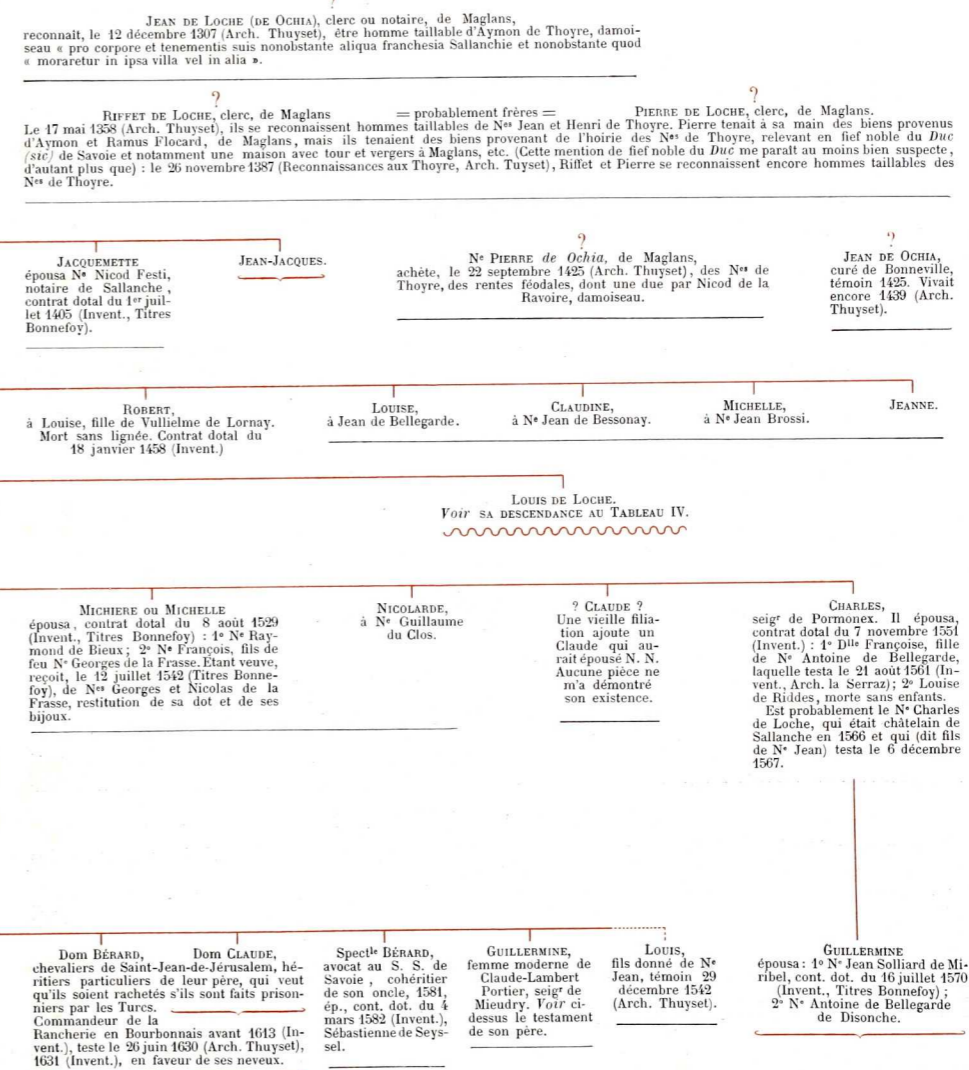 ?
JEAN DE LOCHE (DE OCHIA), clerc ou notaire, de Maglans,
reconnait, le 12 décembre 1307 (Arch. Thuyset), être homme taillable d'Aymon de Thoyre, damoi-
seau « pro corpore et tenementis suis nonobstante aliqua franchesia Sallanchie et nonobstante quod
« moraretur in ipsa villa vel in alia ».
?
RIFFET DE LOCHE, clerc, de Maglans
= probablement frères =
?
PIERRE DE LOCHE, clerc, de Maglans.
Le 17 mai 1358 (Arch. Thuyset), ils se reconnaissent hommes taillables de Nes Jean et Henri de Thoyre. Pierre tenait à sa main des biens provenus
d'Aymon et Ramus Flocard, de Maglans, mais ils tenaient des biens provenant de l'hoirie des Nes de Thoyre, relevant en fief noble du Duc
(sic) de Savoie et notamment une maison avec tour et vergers à Maglans, etc. (Cette mention de fief noble du Duc me paraît au moins bien suspecte,
d'autant plus que) : le 26 novembre 1387 (Reconnaissances aux Thoyre, Arch. Tuyset), Riffet et Pierre se reconnaissent encore hommes taillables des
Nes de Thoyre.
JACQUEMETTE
épousa Ne Nicod Festi,
notaire de Sallanche,
contrat dotal du 1er juil-
let 1405 (Invent., Titres
Bonnefoy).
JEAN-JACQUES.
?
Ne PIERRE de Ochia, de Maglans,
achète, le 22 septembre 1425 (Arch. Thuyset), des Nes de
Thoyre, des rentes féodales, dont une due par Nicod de la
Ravoire, damoiseau.
?
JEAN DE OCHIA,
curé de Bonneville,
témoin 1425. Vivait
encore 1439 (Arch.
Thuyset).
ROBERT,
à Louise, fille de Vullielme de Lornay.
Mort sans lignée. Contrat dotal du
18 janvier 1458 (Invent.)
LOUISE,
à Jean de Bellegarde.
CLAUDINE,
à Ne Jean de Bessonay.
MICHELLE,
à Ne Jean Brossi.
JEANNE.
LOUIS DE LOCHE.
Voir SA DESCENDANCE AU TABLEAU IV.
MICHIERE OU MICHELLE
épousa, contrat dotal du 8 août 1529
(Invent., Titres Bonnefoy) : 1o Ne Ray-
mond de Bieux; 2o Ne François, fils de
feu Ne Georges de la Frasse. Étant veuve,
reçoit, le 12 juillet 1542 (Titres Bonne-
foy), de Nes Georges et Nicolas de la
Frasse, restitution de sa dot et de ses
bijoux.
NICOLARDE,
à Ne Guillaume
du Clos.
? CLAUDE ?
Une vieille filia-
tion ajoute un
Claude qui au-
rait épousé N. N.
Aucune pièce ne
m'a démontré
son existence.
CHARLES,
seigr de Pormonex. Il épousa,
contrat dotal du 7 novembre 1551
(Invent.) : 1o Dlle Françoise, fille
de Ne Antoine de Bellegarde,
laquelle testa le 21 août 1561 (In-
vent., Arch. la Serraz); 2o Louise
de Riddes, morte sans enfants.
Est probablement le Ne Charles
de Loche, qui était châtelain de
Sallanche en 1566 et qui (dit fils
de Ne Jean) testa le 6 décembre
1567.
Dom BÉRARD, Dom CLAUDE,
chevaliers de Saint-Jean-de-Jérusalem, hé-
ritiers particuliers de leur père, qui veut
qu'ils soient rachetés s'ils sont faits prison-
niers par les Turcs.
Commandeur de la
Rancherie en Bourbonnais avant 1613 (In-
vent.), teste le 26 juin 1630 (Arch. Thuyset),
1631 (Invent.), en faveur de ses neveux.
Spectle BÉRARD,
avocat au S. S. de
Savoie, cohéritier
de son oncle, 1581,
ép., cont. dot. du 4
mars 1582 (Invent.),
Sébastienne de Seys-
sel.
GUILLERMINE,
femme moderne de
Claude-Lambert
Portier, seigr de
Mieudry. Voir ci-
dessus le testament
de son père.
LOUIS,
fils donné de Ne
Jean, témoin 29
décembre 1542
(Arch. Thuyset).
GUILLERMINE
épousa : 1o Ne Jean Solliard de Mi-
ribel, cont. dot. du 16 juillet 1570
(Invent., Titres Bonnefoy) ;
2o Ne Antoine de Bellegarde
de Disonche.